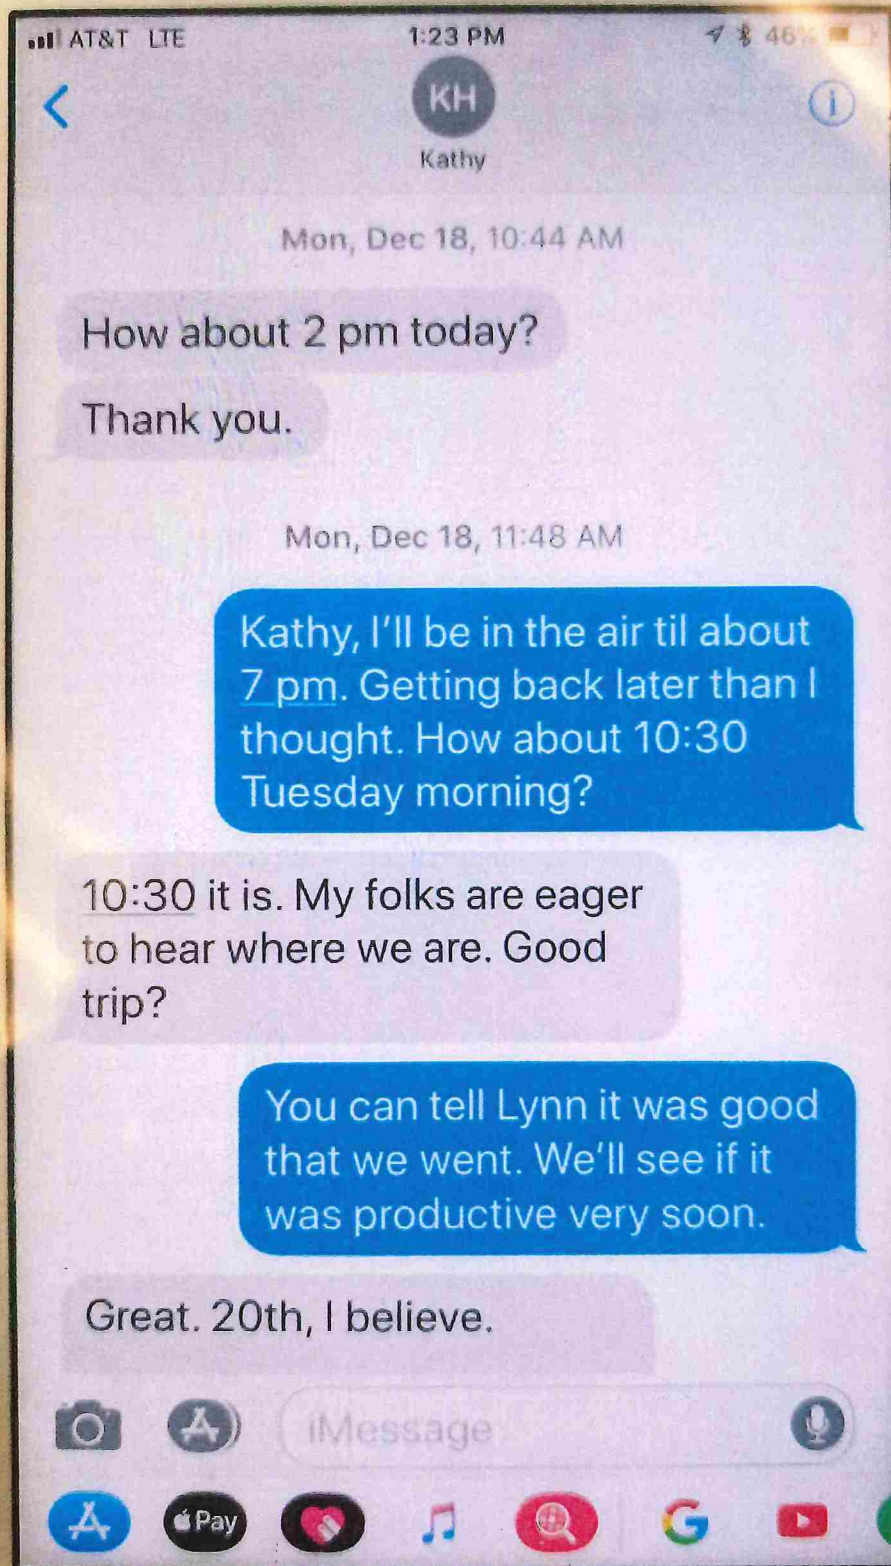 AT&T LTE 1:23 PM 46%
KH
Kathy
Mon, Dec 18, 10:44 AM
How about 2 pm today?
Thank you.
Mon, Dec 18, 11:48 AM
Kathy, I'll be in the air til about
7 pm. Getting back later than I
thought. How about 10:30
Tuesday morning?
10:30 it is. My folks are eager
to hear where we are. Good
trip?
You can tell Lynn it was good
that we went. We'll see if it
was productive very soon.
Great. 20th, I believe.
iMessage
Pay